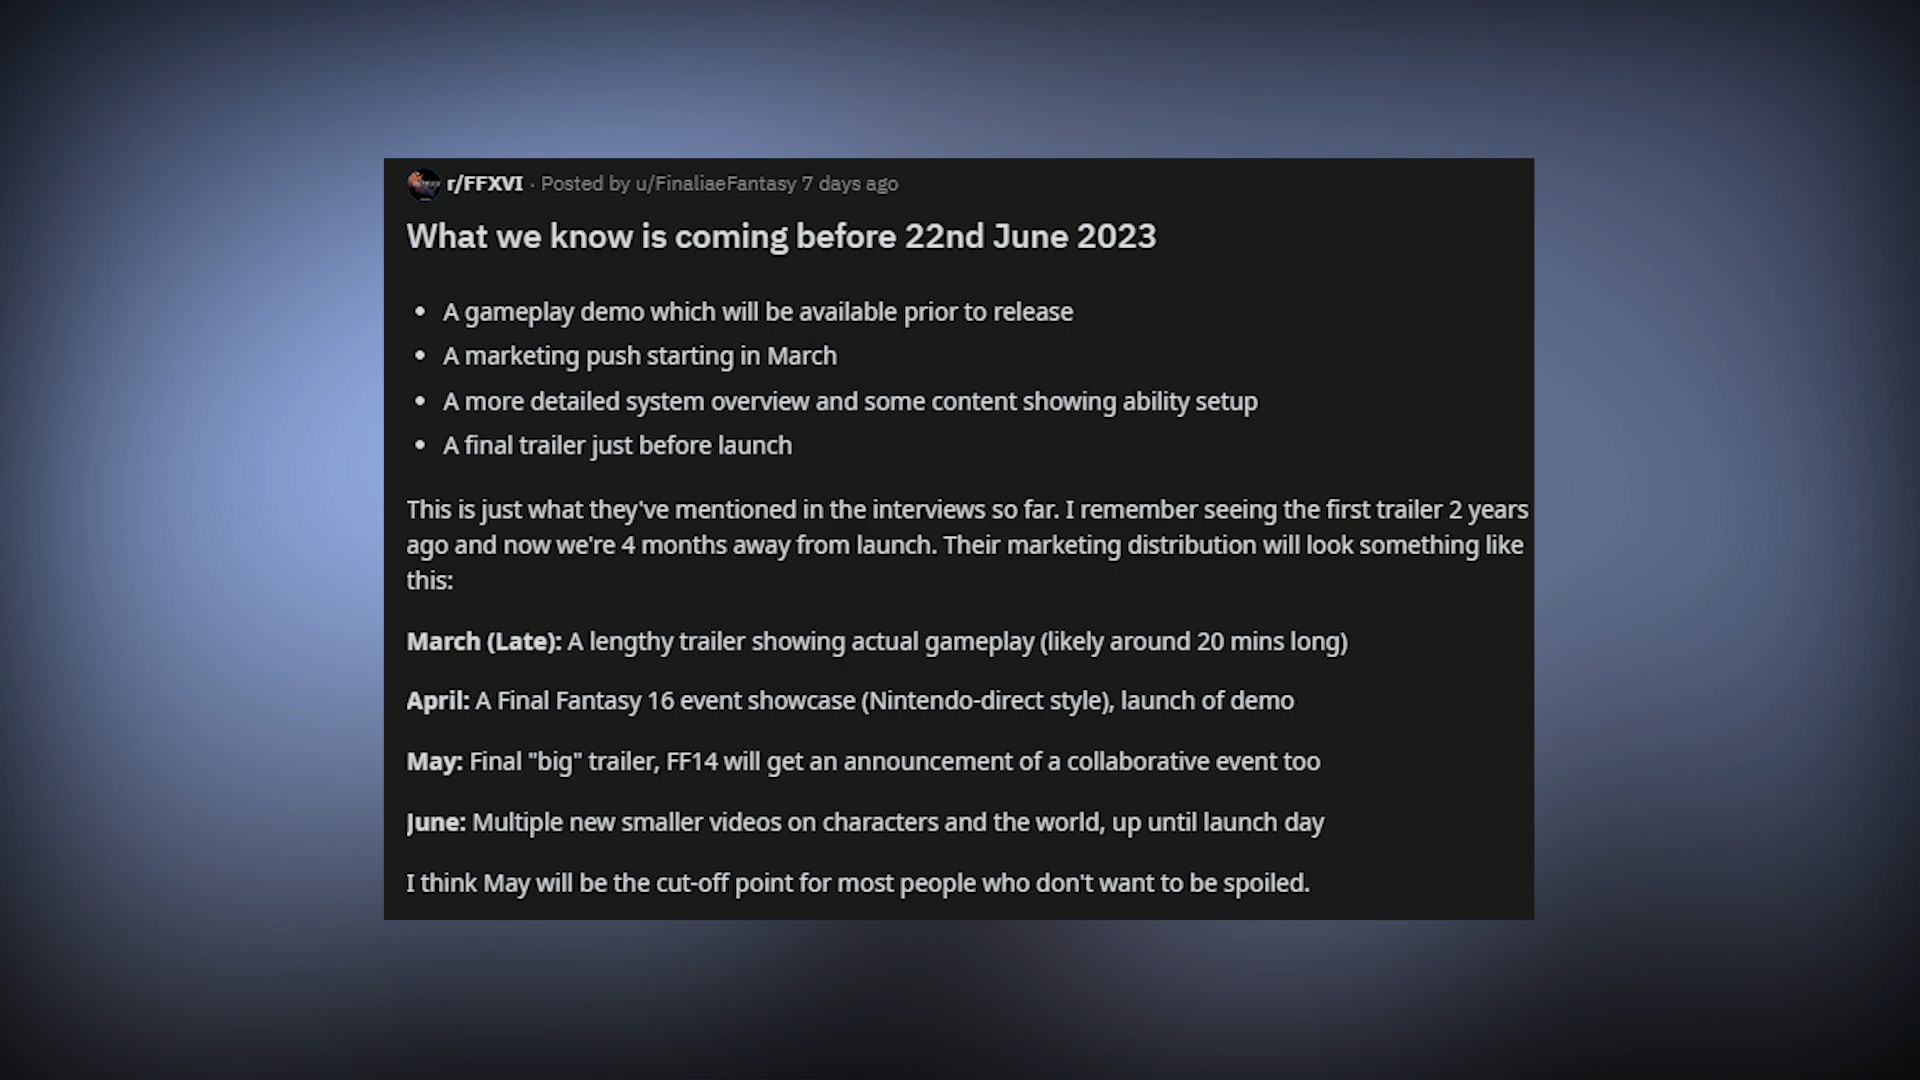 r/FFXVI · Posted by u/FinaliaeFantasy 7 days ago
What we know is coming before 22nd June 2023
• A gameplay demo which will be available prior to release
• A marketing push starting in March
• A more detailed system overview and some content showing ability setup
• A final trailer just before launch
This is just what they've mentioned in the interviews so far. I remember seeing the first trailer 2 years
ago and now we're 4 months away from launch. Their marketing distribution will look something like
this:
March (Late): A lengthy trailer showing actual gameplay (likely around 20 mins long)
April: A Final Fantasy 16 event showcase (Nintendo-direct style), launch of demo
May: Final "big" trailer, FF14 will get an announcement of a collaborative event too
June: Multiple new smaller videos on characters and the world, up until launch day
I think May will be the cut-off point for most people who don't want to be spoiled.